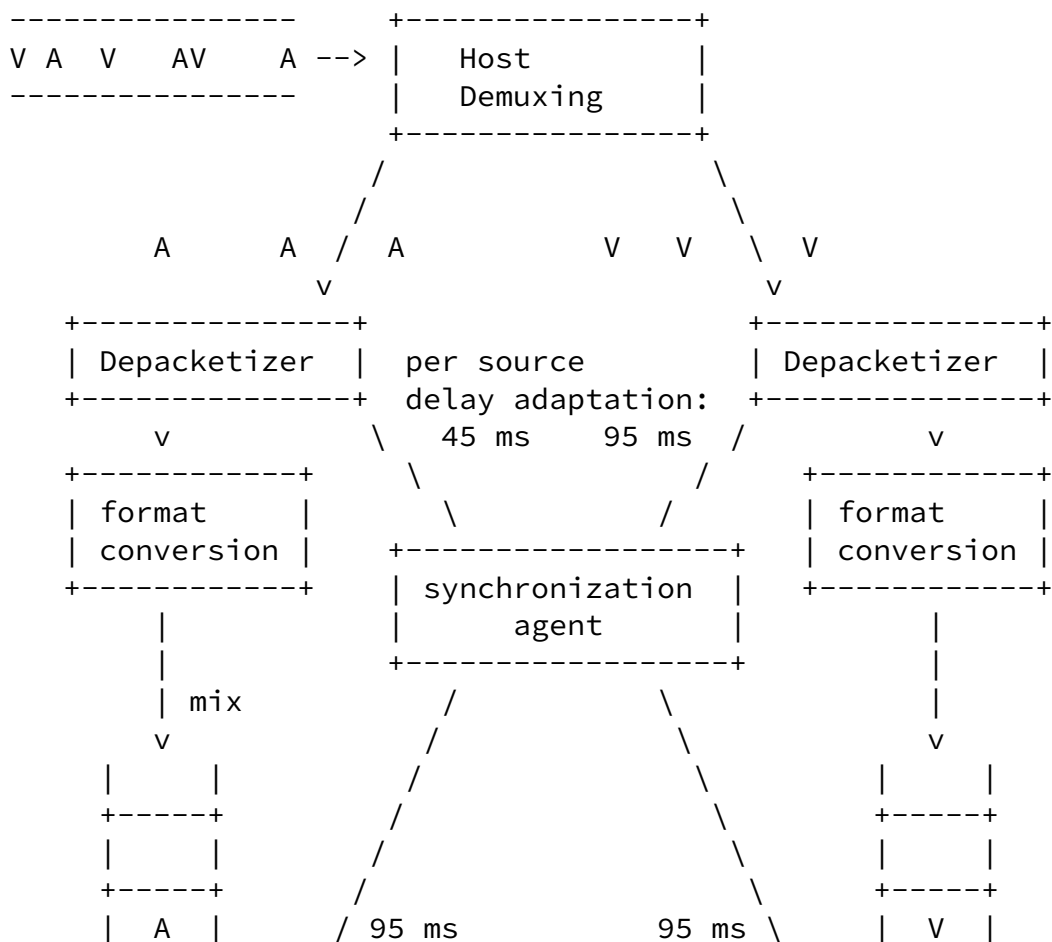 V A  V   AV    A --> |   Host          |
|   Demuxing      |
A      A  /  A           V   V   \  V
v                        v
| Depacketizer  |  per source         | Depacketizer  |
delay adaptation:
v           \   45 ms    95 ms  /          v
| format     |       \           /       | format     |
| conversion |                           | conversion |
| synchronization  |
|      agent       |
| mix
v                                          v
|  A  |      / 95 ms           95 ms \     |  V  |